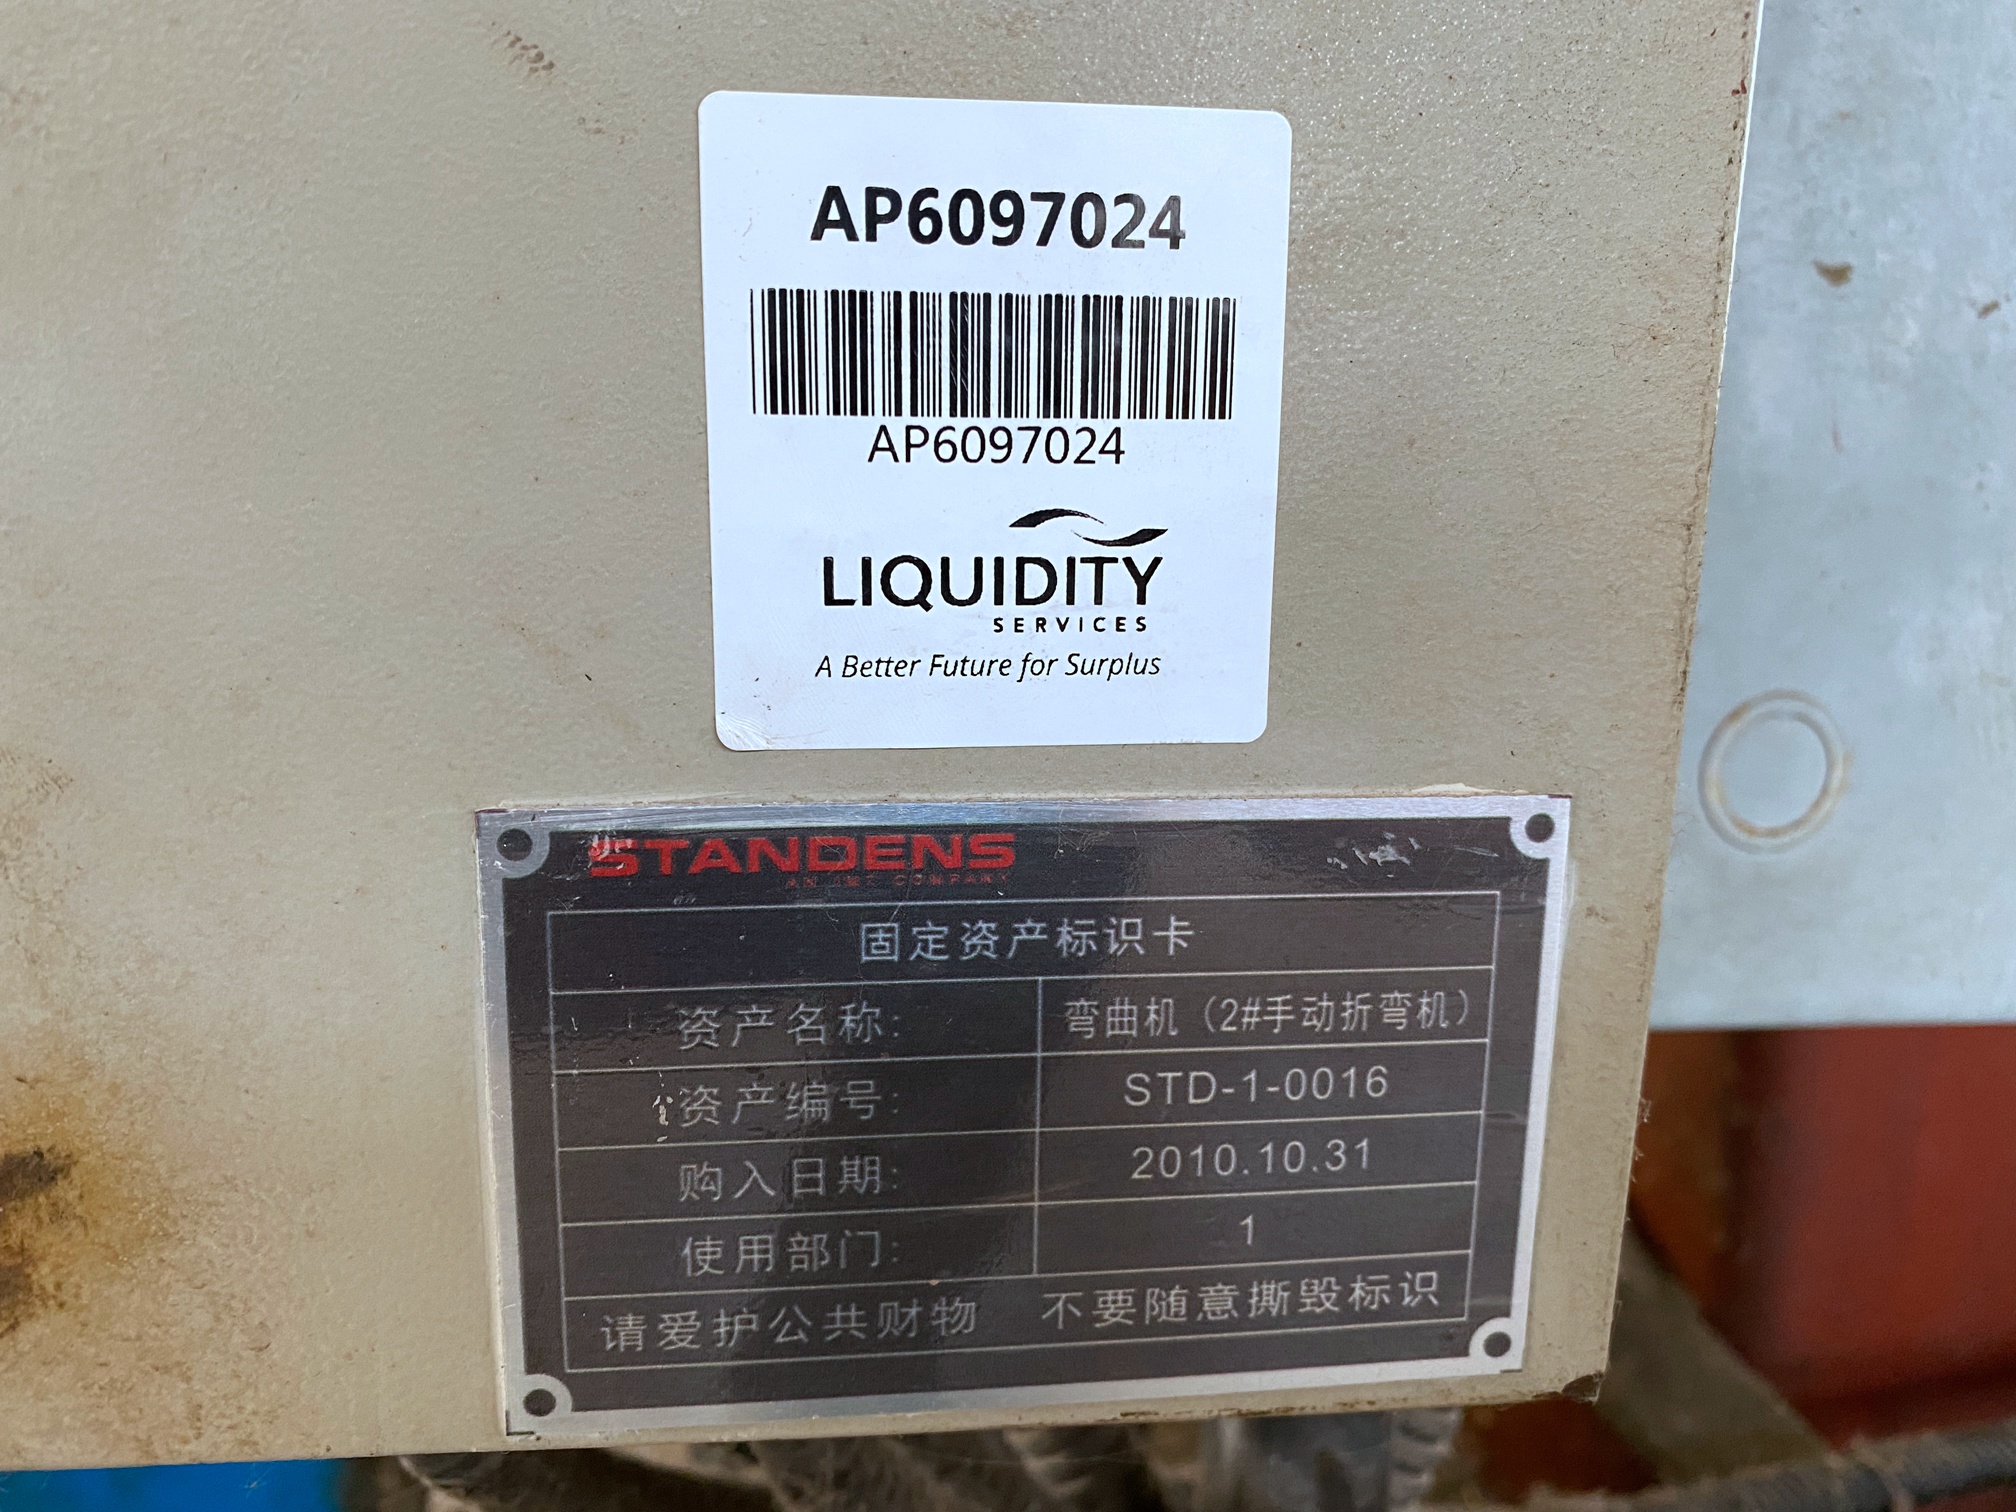 AP6097024
AP6097024
LIQUIDITY
SERVICES
A Better Future for Surplus
STANDENS
AN IMT COMPANY
固定资产标识卡
资产名称: 弯曲机（2#手动折弯机）
资产编号: STD-1-0016
购入日期: 2010.10.31
使用部门: 1
请爱护公共财物 不要随意撕毁标识